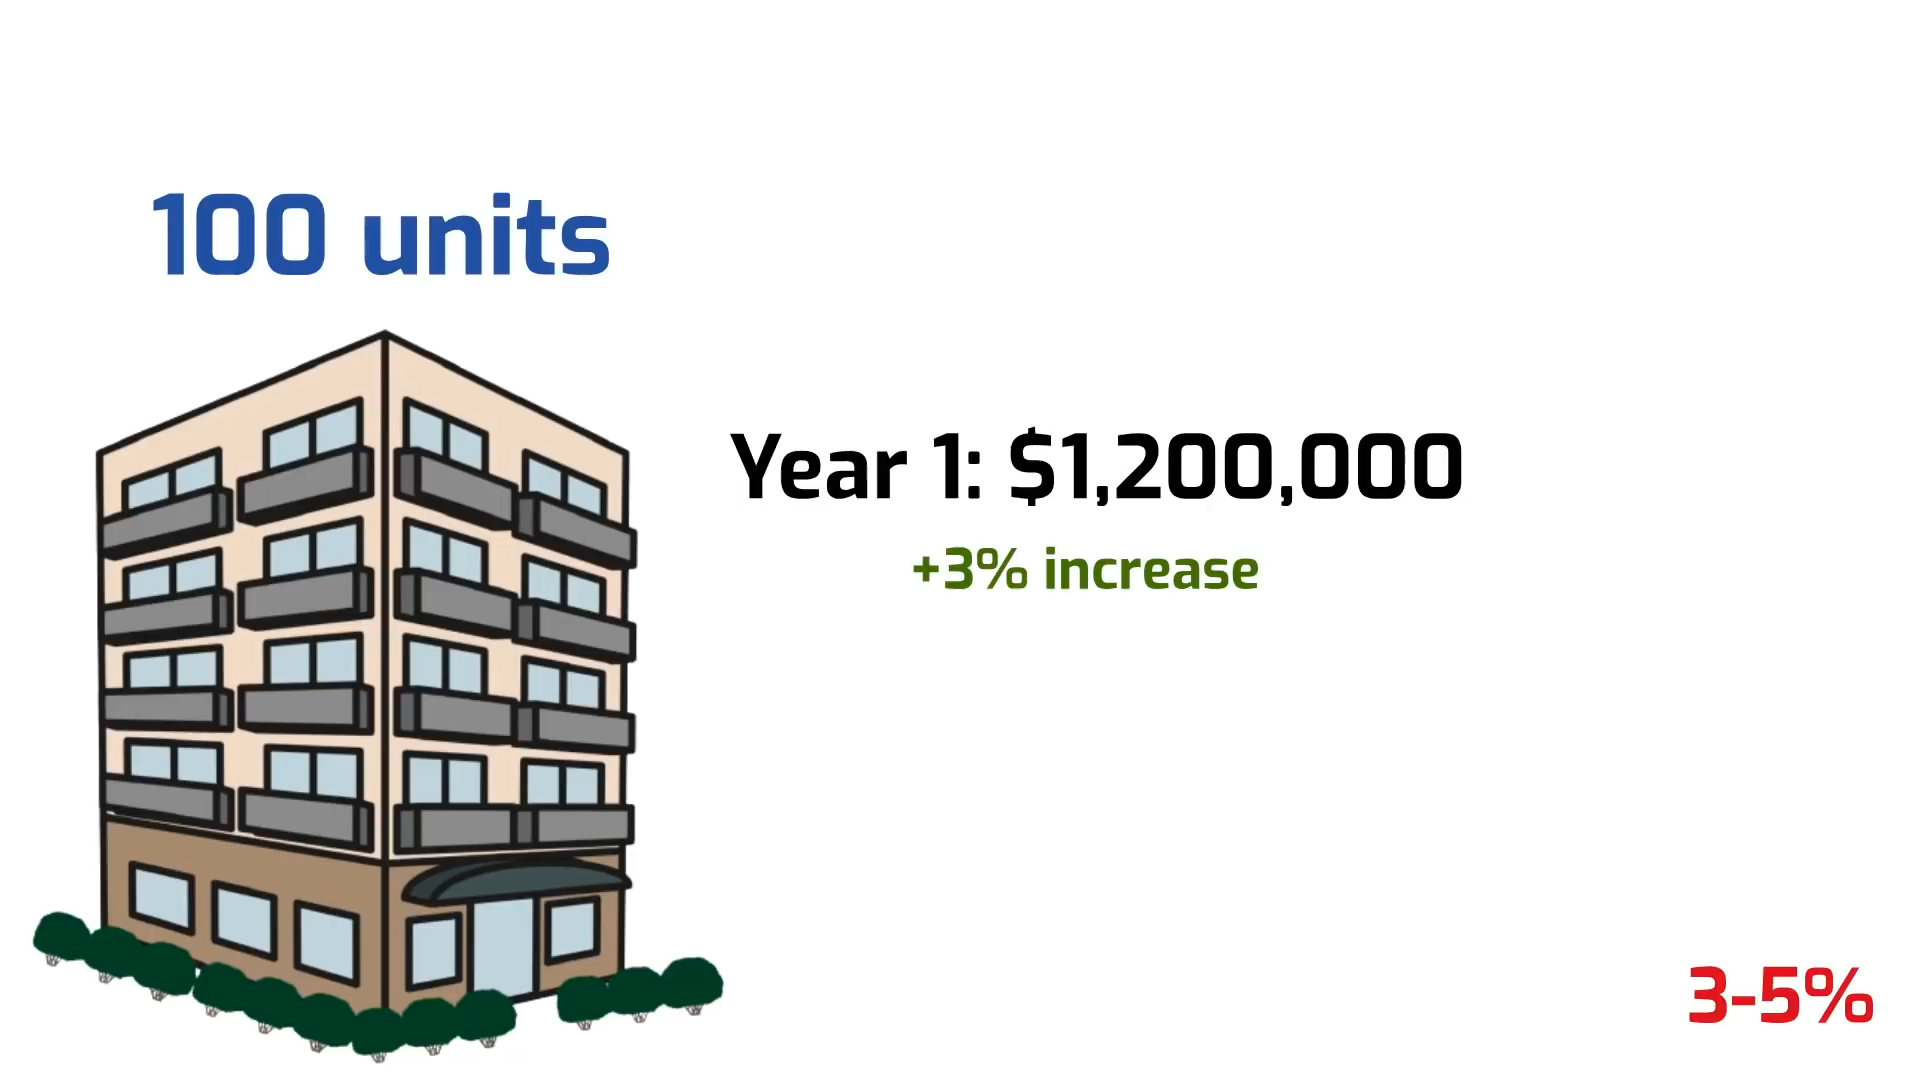 100 units
Year 1: $1,200,000
+3% increase
3-5%